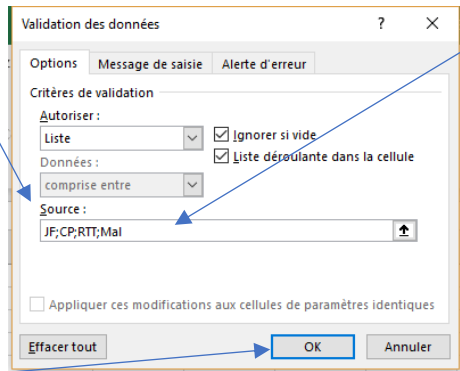 Validation des données ? ×
Options Message de saisie Alerte d'erreur
Critères de validation
Autoriser :
Liste Ignorer si vide
Données : Liste déroulante dans la cellule
comprise entre
Source :
JF;CP;RTT;Mal
Appliquer ces modifications aux cellules de paramètres identiques
Effacer tout OK Annuler